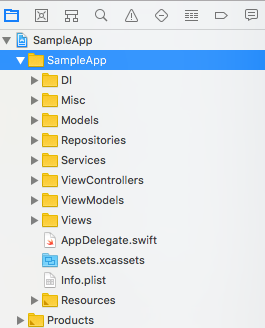 SampleApp
SampleApp
DI
Misc
Models
Repositories
Services
ViewControllers
ViewModels
Views
AppDelegate.swift
Assets.xcassets
Info.plist
Resources
Products